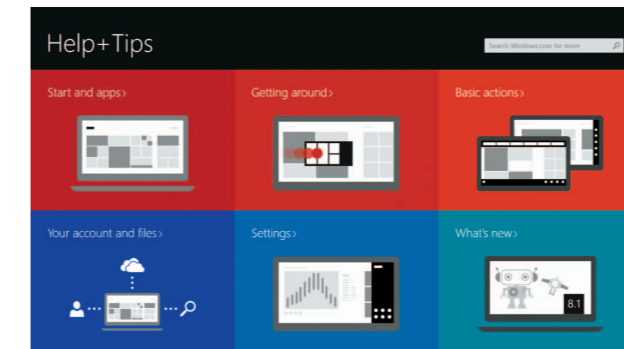 Help+Tips
Search Windows.com for more
Start and apps>
Getting around>
Basic actions>
Your account and files>
Settings>
What's new>
8.1